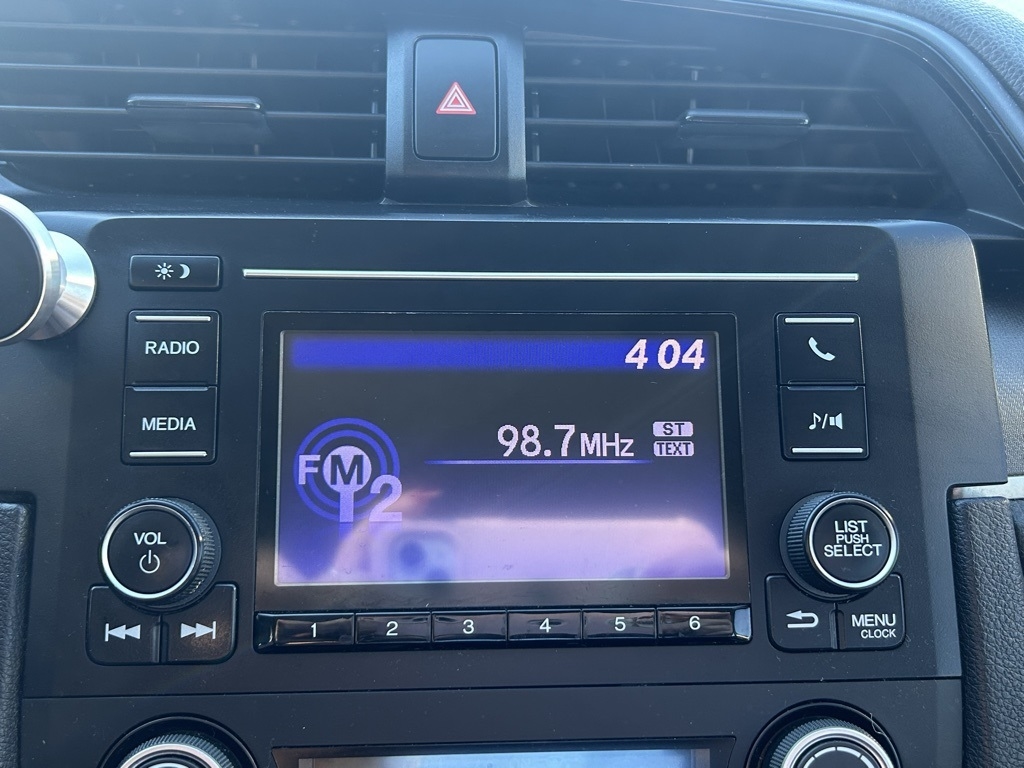 RADIO
MEDIA
VOL
4 04
98.7MHz
ST
TEXT
FM
2
1 2 3 4 5 6
LIST
PUSH
SELECT
MENU
CLOCK